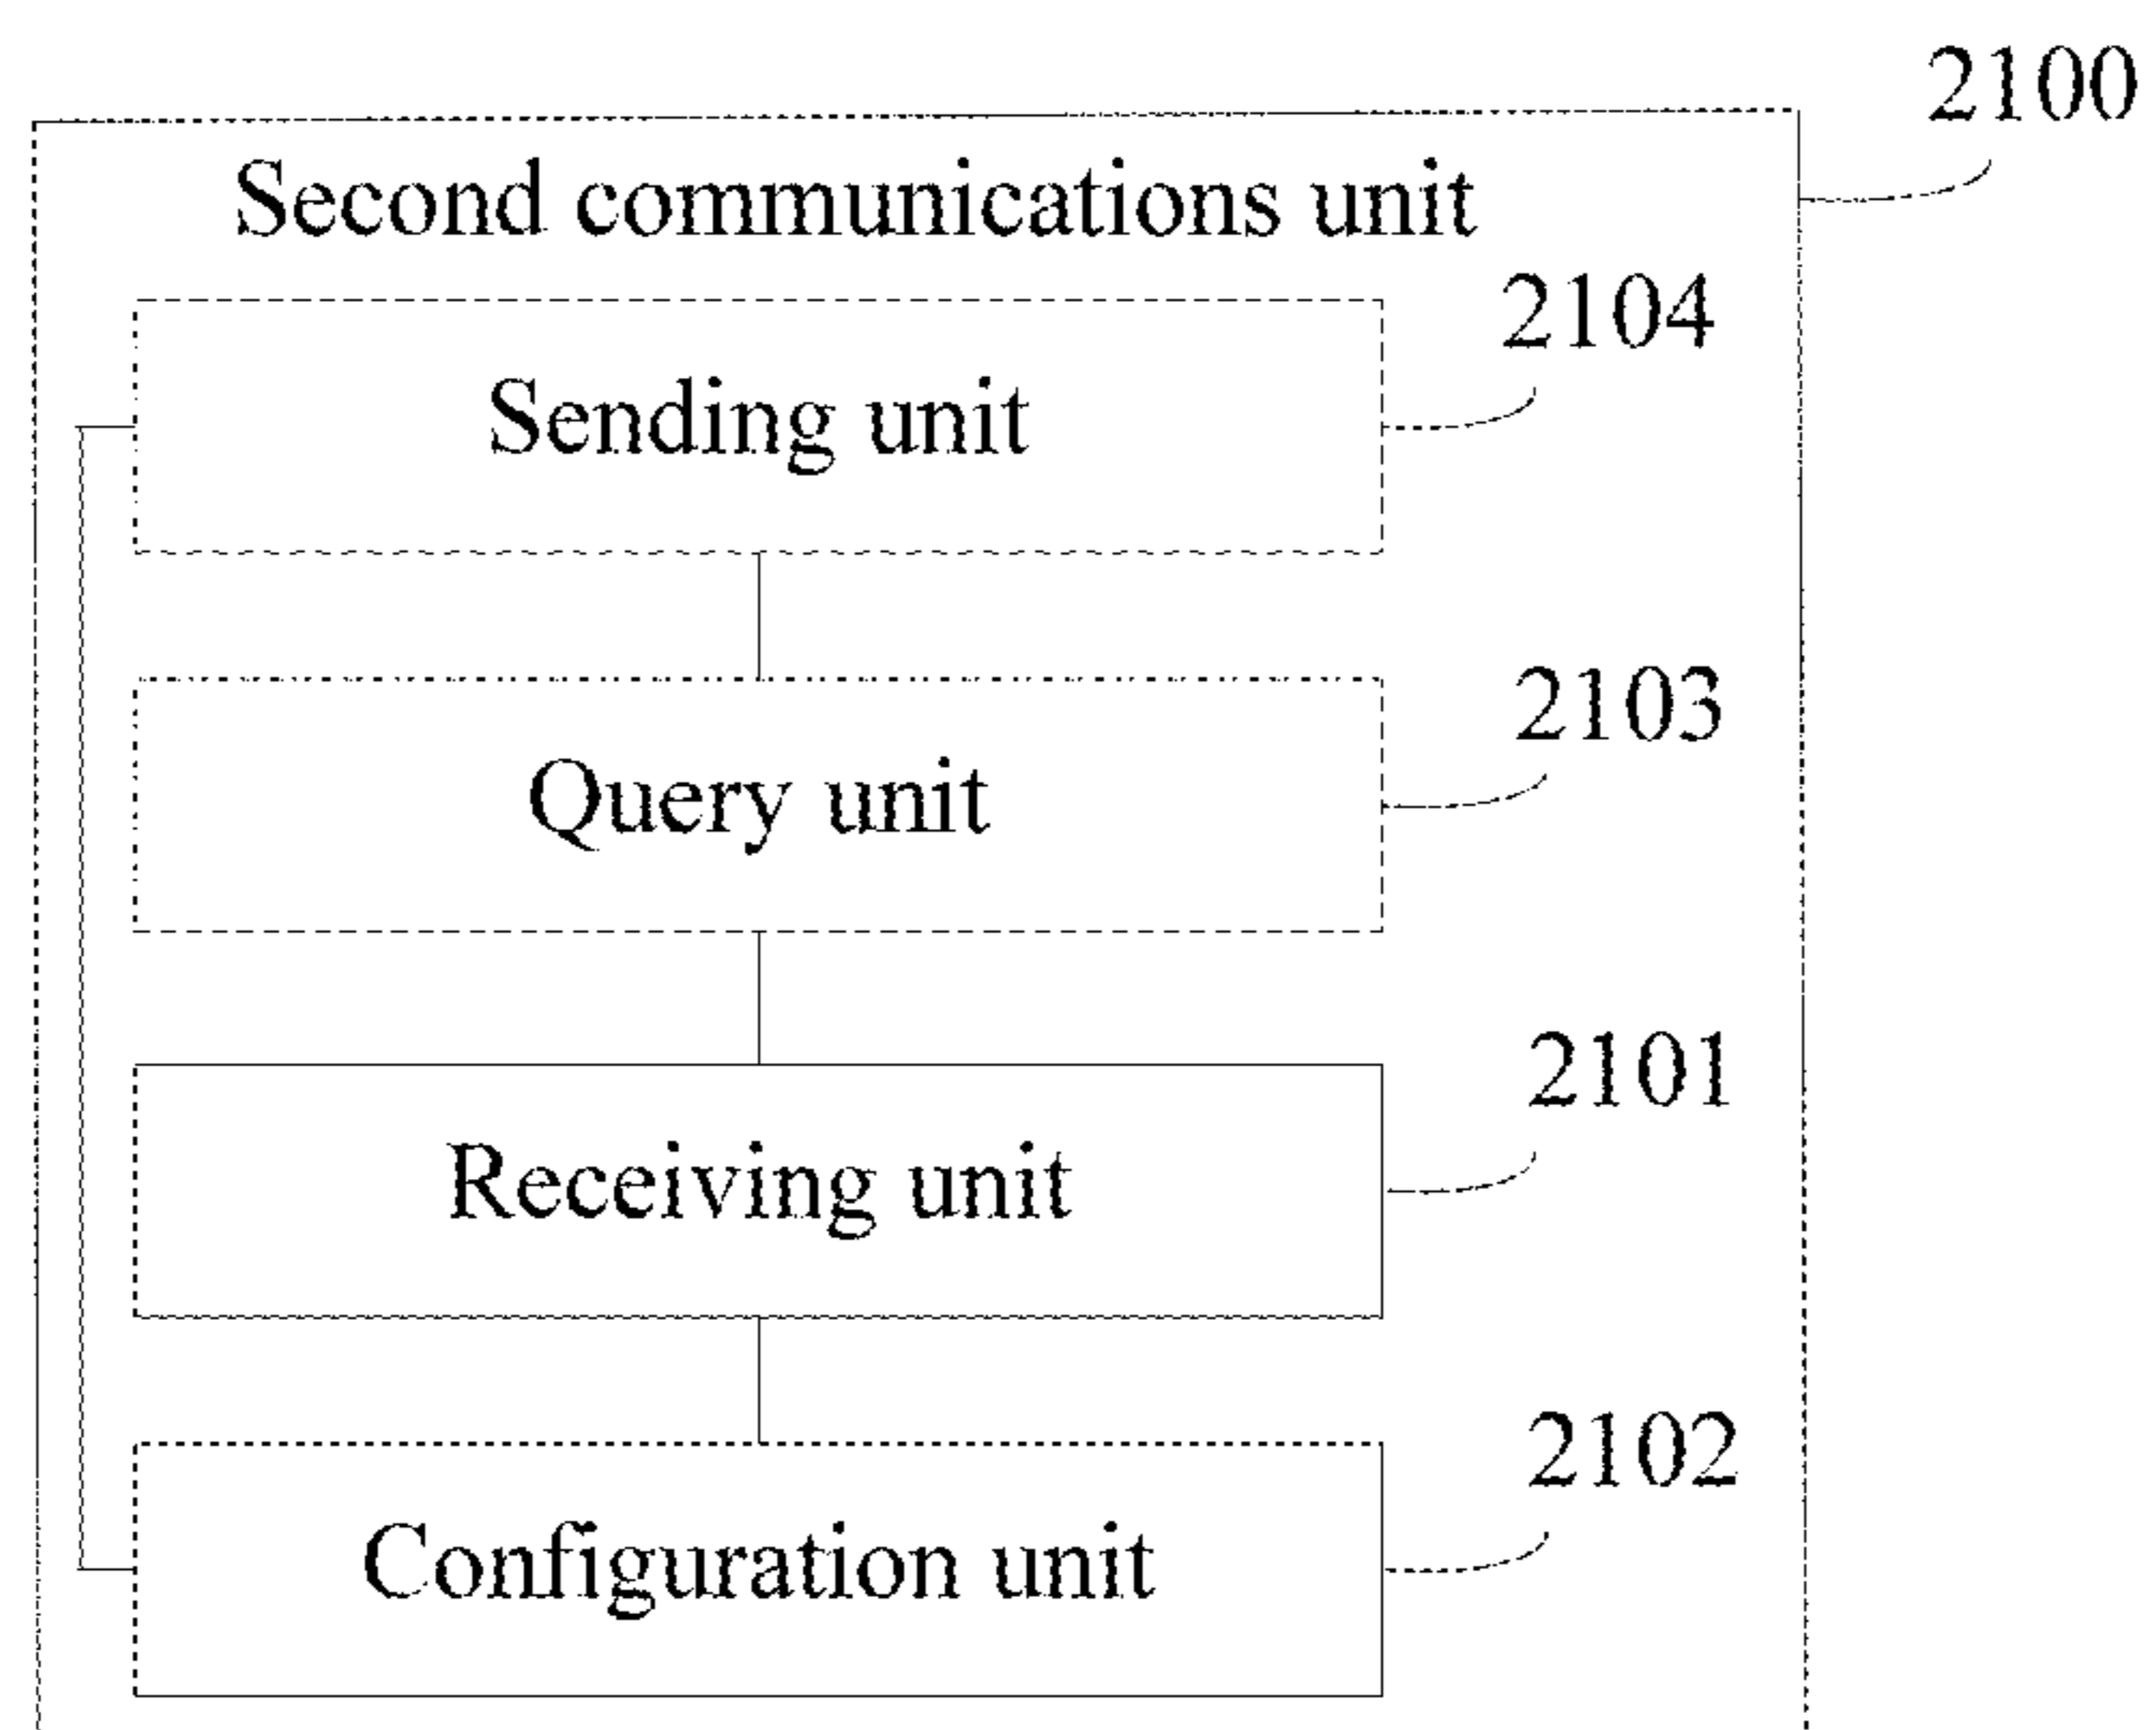 2100
Second communications unit
2104
Sending unit
2103
Query unit
2101
Receiving unit
2102
Configuration unit